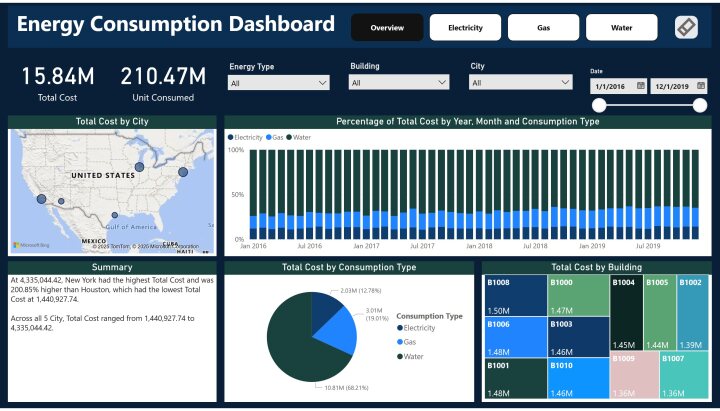 Energy Consumption Dashboard
Overview
Electricity
Gas
Water
15.84M
Total Cost
210.47M
Unit Consumed
Energy Type
All
Building
All
City
All
Date
1/1/2016
12/1/2019
Total Cost by City
UNITED STATES
MEXICO
Gulf of America
CUBA
HAITI
Microsoft Bing
© 2026 TomTom, © 2026 Microsoft Corporation
Percentage of Total Cost by Year, Month and Consumption Type
Electricity Gas Water
100%
50%
0%
Jan 2016 Jul 2016 Jan 2017 Jul 2017 Jan 2018 Jul 2018 Jan 2019 Jul 2019
Summary
At 4,335,044.42, New York had the highest Total Cost and was
200.85% higher than Houston, which had the lowest Total
Cost at 1,440,927.74.
Across all 5 City, Total Cost ranged from 1,440,927.74 to
4,335,044.42.
Total Cost by Consumption Type
2.03M (12.78%)
3.01M
(19.01%)
10.81M (68.21%)
Consumption Type
Electricity
Gas
Water
Total Cost by Building
B1008
1.50M
B1006
1.48M
B1001
1.48M
B1000
1.47M
B1003
1.46M
B1010
1.46M
B1004
1.45M
B1005
1.44M
B1002
1.39M
B1009
1.36M
B1007
1.36M